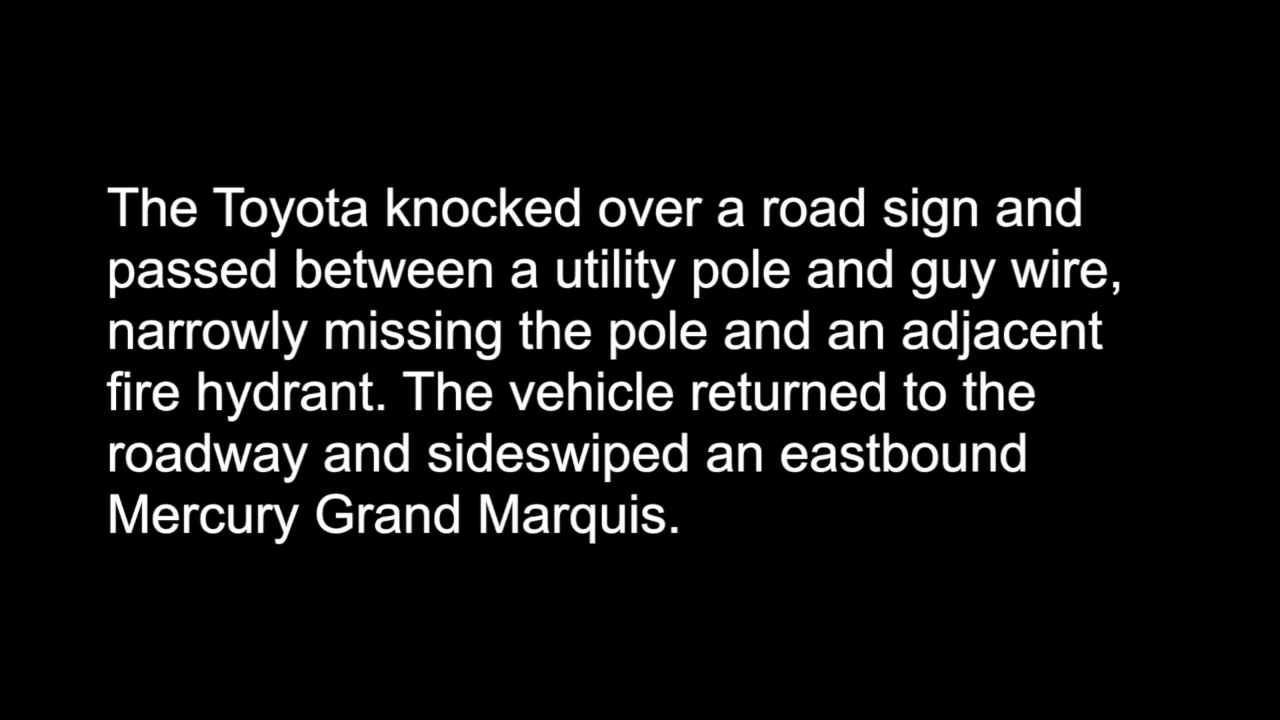 The Toyota knocked over a road sign and
passed between a utility pole and guy wire,
narrowly missing the pole and an adjacent
fire hydrant. The vehicle returned to the
roadway and sideswiped an eastbound
Mercury Grand Marquis.